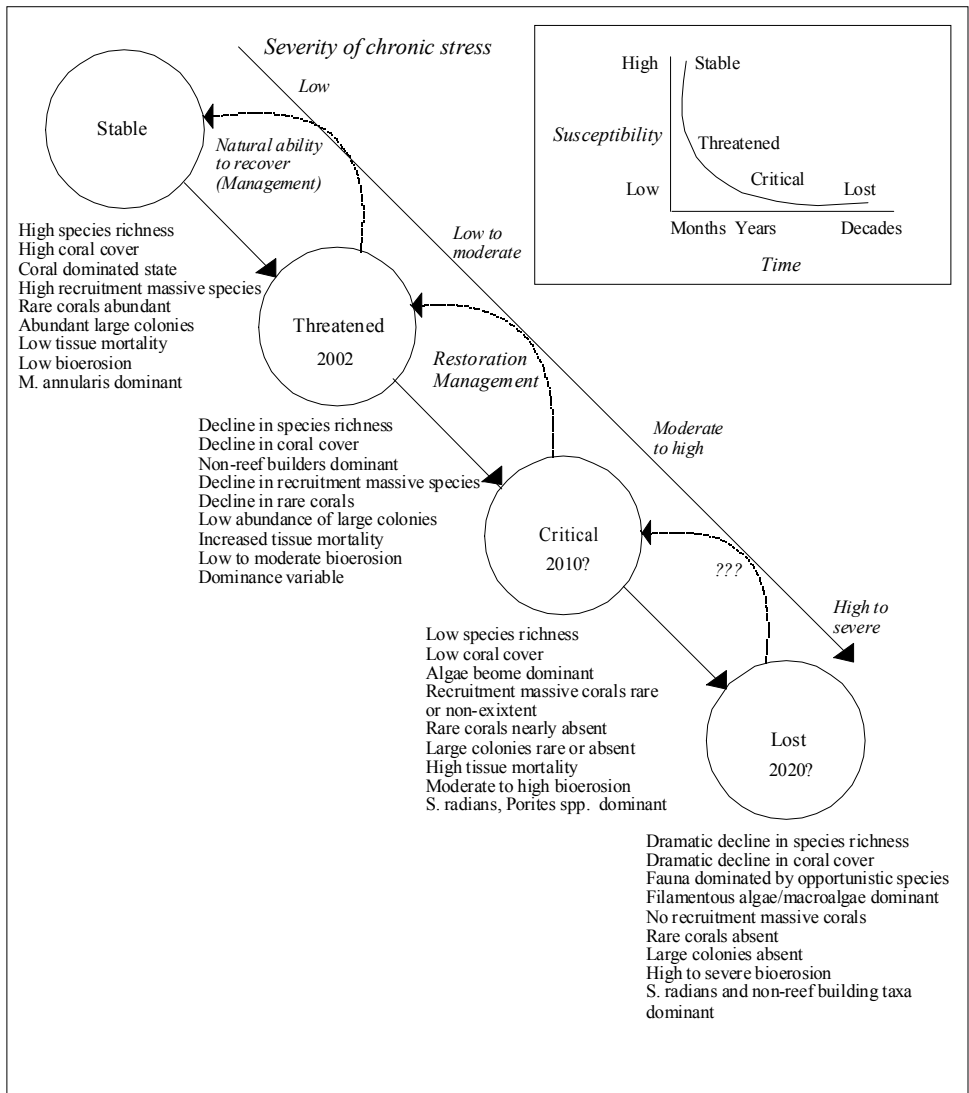 Severity of chronic stress
Low
Low to
moderate
Moderate
to high
High to
severe
Stable
Natural ability
to recover
(Management)
High species richness
High coral cover
Coral dominated state
High recruitment massive species
Rare corals abundant
Abundant large colonies
Low tissue mortality
Low bioerosion
M. annularis dominant
Threatened
2002
Restoration
Management
Decline in species richness
Decline in coral cover
Non-reef builders dominant
Decline in recruitment massive species
Decline in rare corals
Low abundance of large colonies
Increased tissue mortality
Low to moderate bioerosion
Dominance variable
Critical
2010?
???
Low species richness
Low coral cover
Algae beome dominant
Recruitment massive corals rare
or non-exixtent
Rare corals nearly absent
Large colonies rare or absent
High tissue mortality
Moderate to high bioerosion
S. radians, Porites spp. dominant
Lost
2020?
Dramatic decline in species richness
Dramatic decline in coral cover
Fauna dominated by opportunistic species
Filamentous algae/macroalgae dominant
No recruitment massive corals
Rare corals absent
Large colonies absent
High to severe bioerosion
S. radians and non-reef building taxa
dominant
High
Stable
Susceptibility
Threatened
Critical
Low
Lost
Months Years Decades
Time